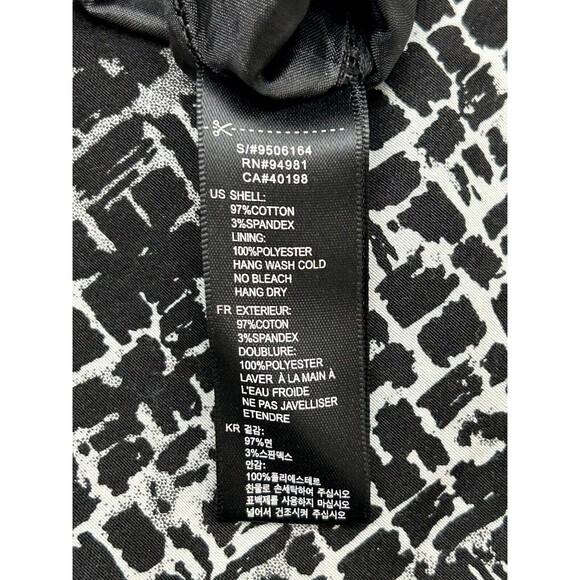 S/#9506164
RN#94981
CA#40198
US SHELL:
97%COTTON
3%SPANDEX
LINING:
100%POLYESTER
HANG WASH COLD
NO BLEACH
HANG DRY
FR EXTERIEUR:
97%COTON
3%SPANDEX
DOUBLURE:
100%POLYESTER
LAVER À LA MAIN À
L'EAU FROIDE
NE PAS JAVELLISER
ETENDRE
KR 겉감:
97%면
3%스판덱스
안감:
100%폴리에스테르
찬물로 손세탁하여 주십시오
표백제를 사용하지 마십시오
널어서 건조시켜 주십시오